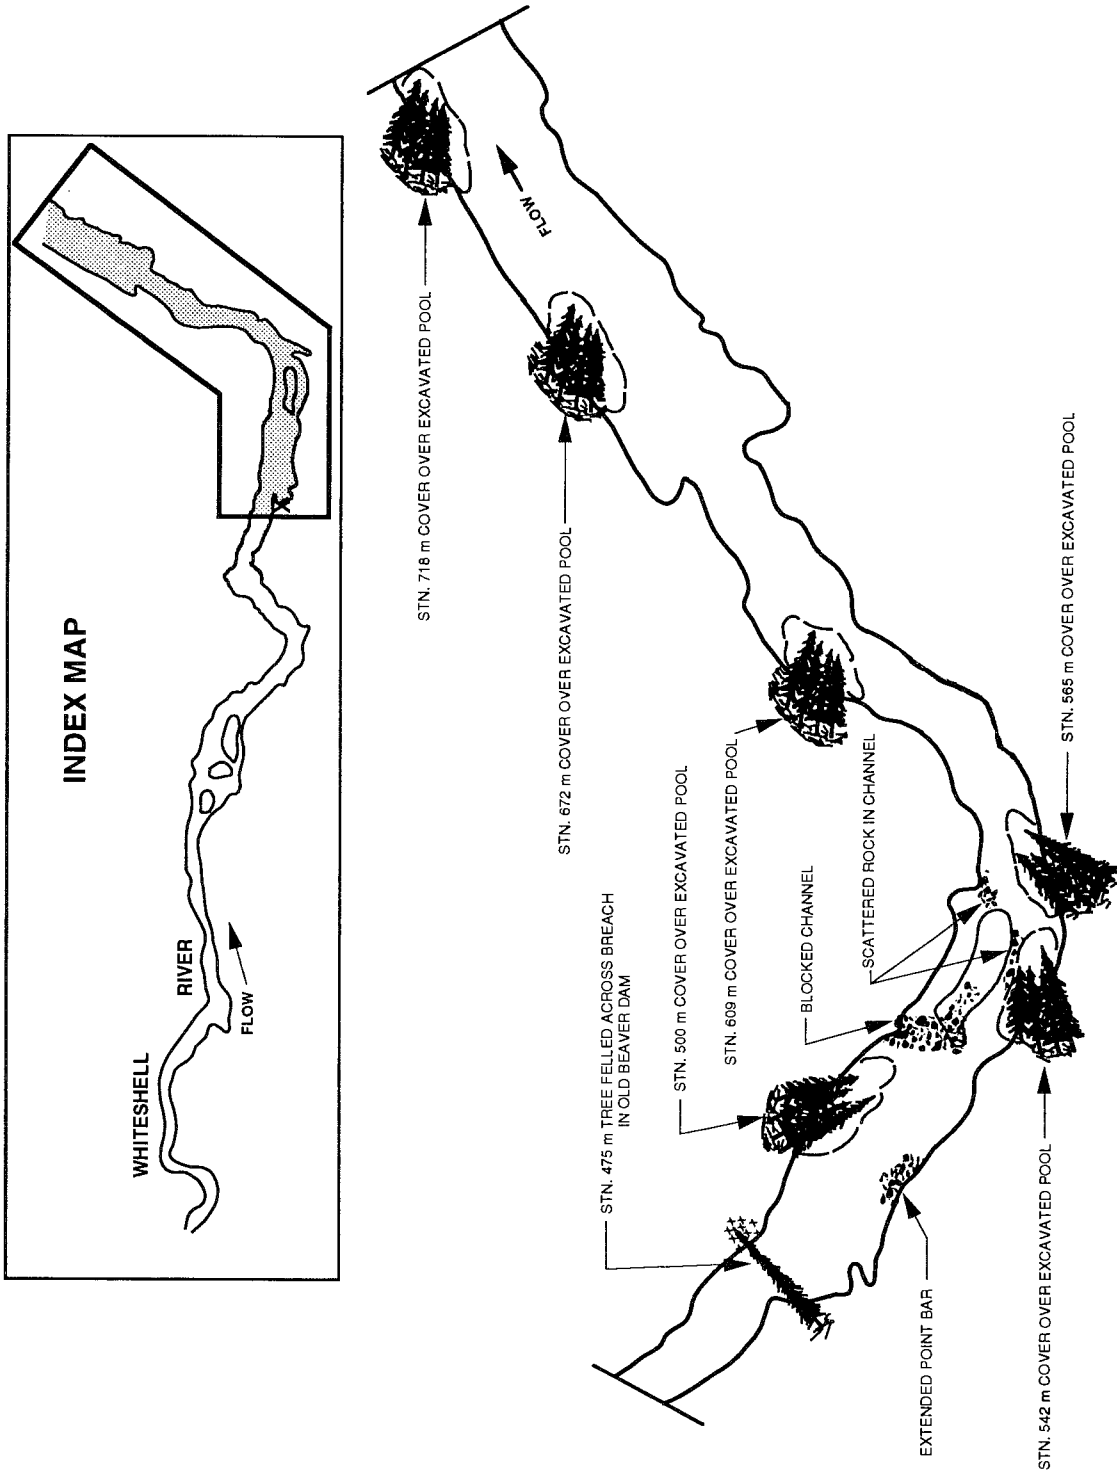 INDEX MAP
WHITESHELL
RIVER
FLOW
STN. 475 m TREE FELLED ACROSS BREACH
IN OLD BEAVER DAM
STN. 500 m COVER OVER EXCAVATED POOL
STN. 609 m COVER OVER EXCAVATED POOL
STN. 672 m COVER OVER EXCAVATED POOL
STN. 718 m COVER OVER EXCAVATED POOL
FLOW
BLOCKED CHANNEL
SCATTERED ROCK IN CHANNEL
EXTENDED POINT BAR
STN. 542 m COVER OVER EXCAVATED POOL
STN. 565 m COVER OVER EXCAVATED POOL
X